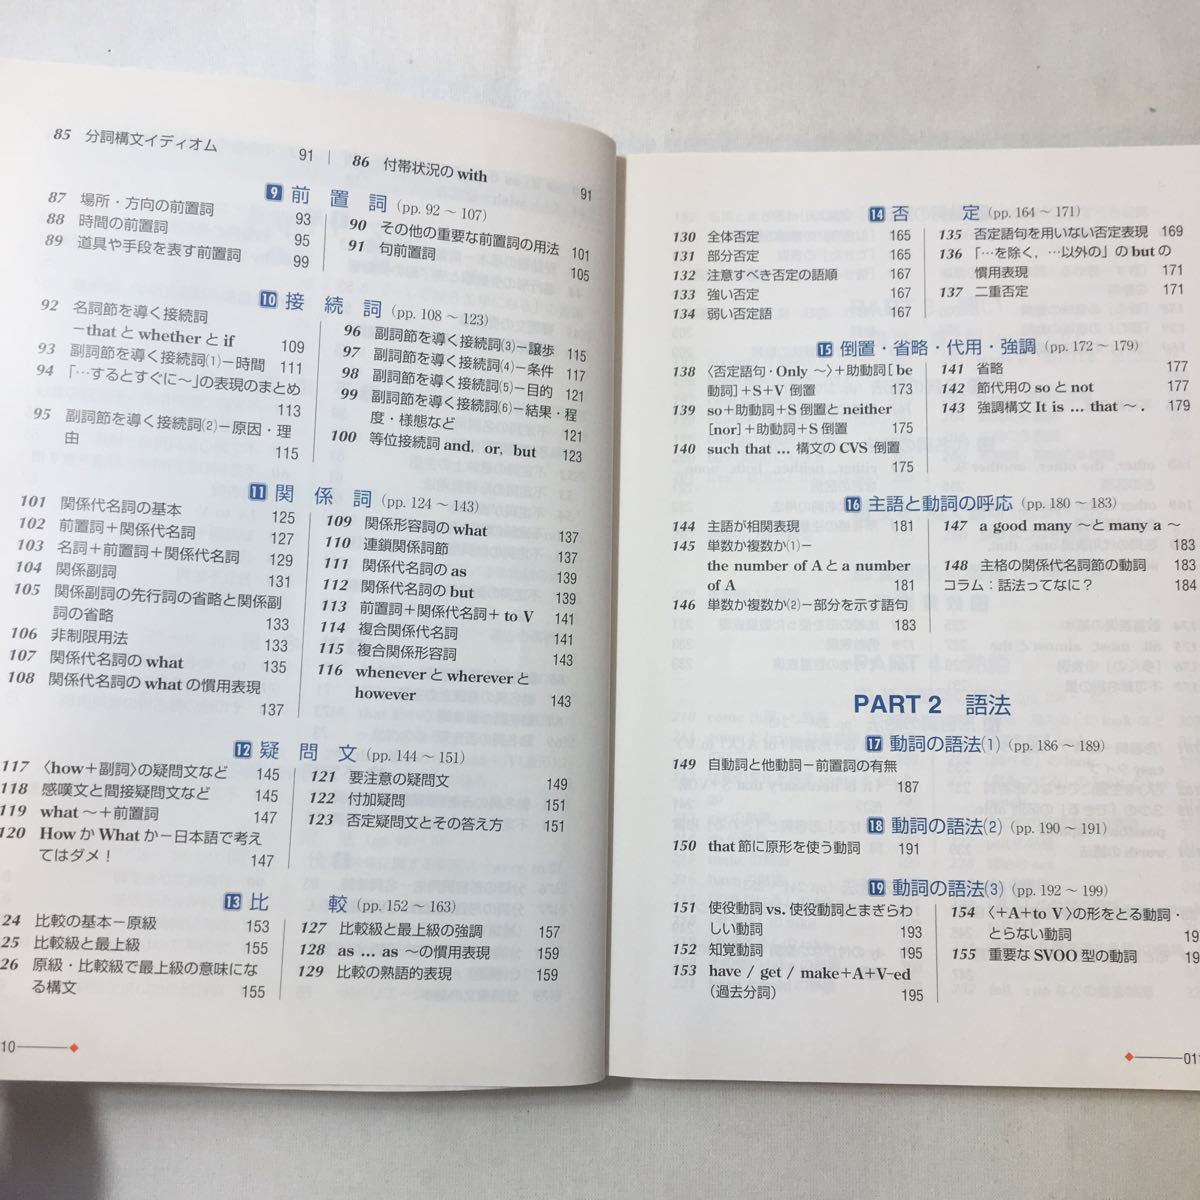 85 分詞構文イディオム 91
86 付帯状況の with 91
9 前置詞 (pp. 92 ~ 107)
87 場所・方向の前置詞 93
88 時間の前置詞 95
89 道具や手段を表す前置詞 99
90 その他の重要な前置詞の用法 101
91 句前置詞 105
10 接続詞 (pp. 108 ~ 123)
92 名詞節を導く接続詞
－that と whether と if 109
93 副詞節を導く接続詞(1)－時間 111
94 「…するとすぐに～」の表現のまとめ
113
95 副詞節を導く接続詞(2)－原因・理
由 115
96 副詞節を導く接続詞(3)－譲歩 115
97 副詞節を導く接続詞(4)－条件 117
98 副詞節を導く接続詞(5)－目的 121
99 副詞節を導く接続詞(6)－結果・程
度・様態など 121
100 等位接続詞 and, or, but 123
11 関係詞 (pp. 124 ~ 143)
101 関係代名詞の基本 125
102 前置詞＋関係代名詞 127
103 名詞＋前置詞＋関係代名詞 129
104 関係副詞 131
105 関係副詞の先行詞の省略と関係副
詞の省略 133
106 非制限用法 133
107 関係代名詞の what 135
108 関係代名詞の what の慣用表現
137
109 関係形容詞の what 137
110 連鎖関係詞節 137
111 関係代名詞の as 139
112 関係代名詞の but 139
113 前置詞＋関係代名詞＋ to V 141
114 複合関係代名詞 141
115 複合関係形容詞 143
116 whenever と wherever と
however 143
12 疑問文 (pp. 144 ~ 151)
117 〈how＋副詞〉の疑問文など 145
118 感嘆文と間接疑問文など 145
119 what ～＋前置詞 147
120 How か What か－日本語で考え
てはダメ！ 147
121 要注意の疑問文 149
122 付加疑問 151
123 否定疑問文とその答え方 151
13 比較 (pp. 152 ~ 163)
24 比較の基本－原級 153
25 比較級と最上級 155
26 原級・比較級で最上級の意味にな
る構文 155
127 比較級と最上級の強調 157
128 as … as ～の慣用表現 159
129 比較の熟語的表現 159
10
14 否定 (pp. 164 ~ 171)
130 全体否定 165
131 部分否定 165
132 注意すべき否定の語順 167
133 強い否定 167
134 弱い否定語 167
135 否定語句を用いない否定表現 169
136 「…を除く，…以外の」の but の
慣用表現 171
137 二重否定 171
15 倒置・省略・代用・強調 (pp. 172 ~ 179)
138 〈否定語句・Only ～〉＋助動詞［be
動詞］＋S＋V 倒置 173
139 so＋助動詞＋S 倒置と neither
［nor］＋助動詞＋S 倒置 175
140 such that … 構文の CVS 倒置
175
141 省略 177
142 節代用の so と not 177
143 強調構文 It is … that ～ . 179
16 主語と動詞の呼応 (pp. 180 ~ 183)
144 主語が相関表現 181
145 単数か複数か(1)－
the number of A と a number
of A 181
146 単数か複数か(2)－部分を示す語句
183
147 a good many ～と many a ～
183
148 主格の関係代名詞節の動詞 183
コラム：語法ってなに？ 184
PART 2 語法
17 動詞の語法(1) (pp. 186 ~ 189)
149 自動詞と他動詞－前置詞の有無
187
18 動詞の語法(2) (pp. 190 ~ 191)
150 that 節に原形を使う動詞 191
19 動詞の語法(3) (pp. 192 ~ 199)
151 使役動詞 vs. 使役動詞とまぎらわ
しい動詞 193
152 知覚動詞 195
153 have / get / make＋A＋V-ed
（過去分詞） 195
154 〈＋A＋to V〉の形をとる動詞・
とらない動詞 19
155 重要な SVOO 型の動詞 19
011